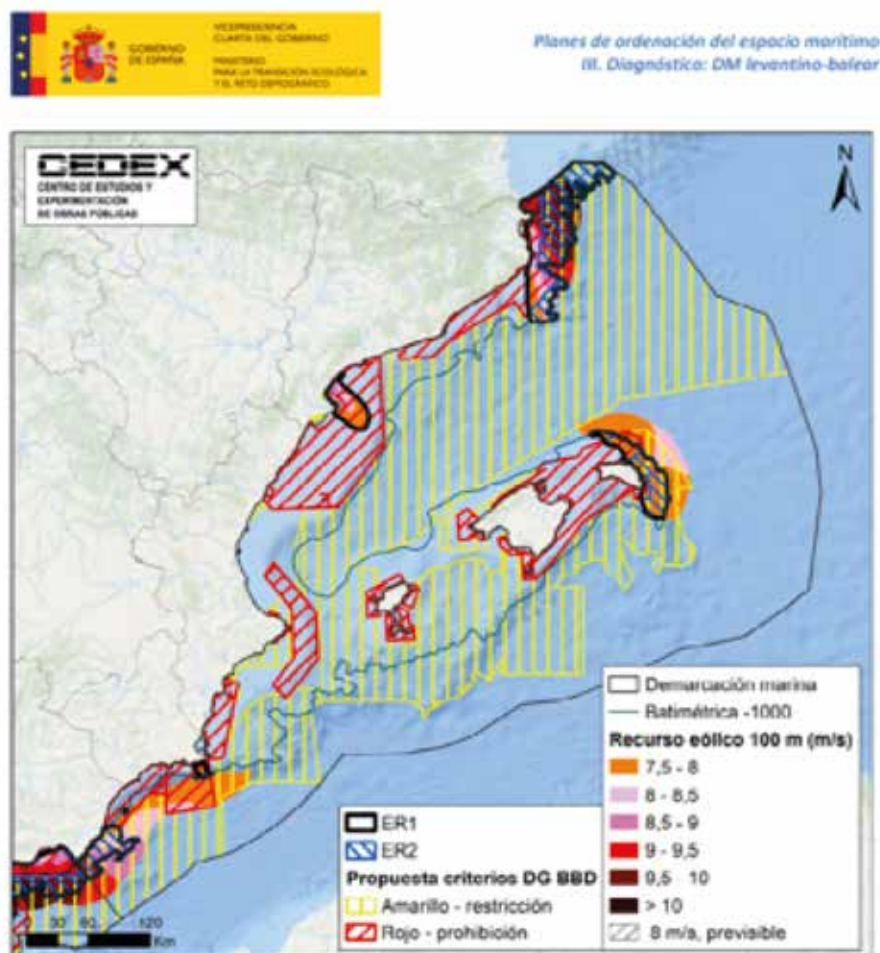 GOBIERNO
DE ESPAÑA
VICEPRESIDENCIA
CUARTA DEL GOBIERNO
MINISTERIO
PARA LA TRANSICIÓN ECOLÓGICA
Y EL RETO DEMOGRÁFICO
Planes de ordenación del espacio marítimo
III. Diagnóstico: DM levantino-balear
CEDEX
CENTRO DE ESTUDIOS Y
EXPERIMENTACIÓN
DE OBRAS PÚBLICAS
N
Demarcación marina
Batimétrica -1000
Recurso eólico 100 m (m/s)
7,5 - 8
8 - 8,5
8,5 - 9
9 - 9,5
9,5 - 10
> 10
8 m/s, previsible
ER1
ER2
Propuesta criterios DG BBD
Amarillo - restricción
Rojo - prohibición
30 60 120
Km